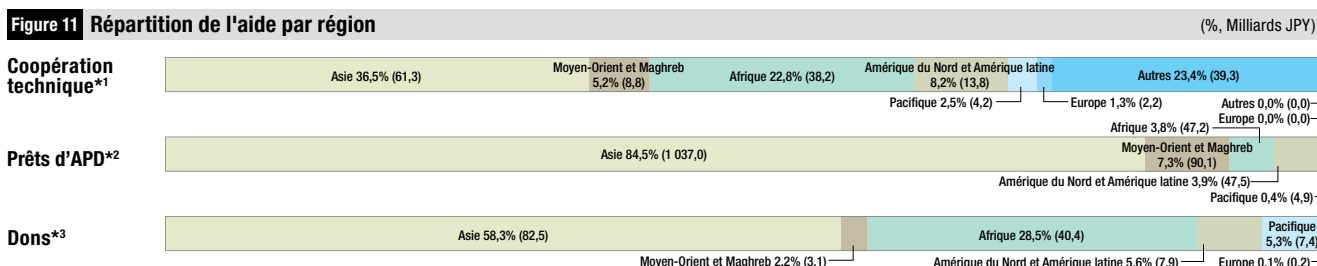 Figure 11 Répartition de l'aide par région (%, Milliards JPY)
Coopération
technique*1
Asie 36,5% (61,3)
Moyen-Orient et Maghreb
5,2% (8,8)
Afrique 22,8% (38,2)
Amérique du Nord et Amérique latine
8,2% (13,8)
Autres 23,4% (39,3)
Pacifique 2,5% (4,2)
Europe 1,3% (2,2)
Autres 0,0% (0,0)
Europe 0,0% (0,0)
Afrique 3,8% (47,2)
Prêts d'APD*2
Asie 84,5% (1 037,0)
Moyen-Orient et Maghreb
7,3% (90,1)
Amérique du Nord et Amérique latine 3,9% (47,5)
Pacifique 0,4% (4,9)
Dons*3
Asie 58,3% (82,5)
Afrique 28,5% (40,4)
Pacifique
5,3% (7,4)
Moyen-Orient et Maghreb 2,2% (3,1)
Amérique du Nord et Amérique latine 5,6% (7,9)
Europe 0,1% (0,2)